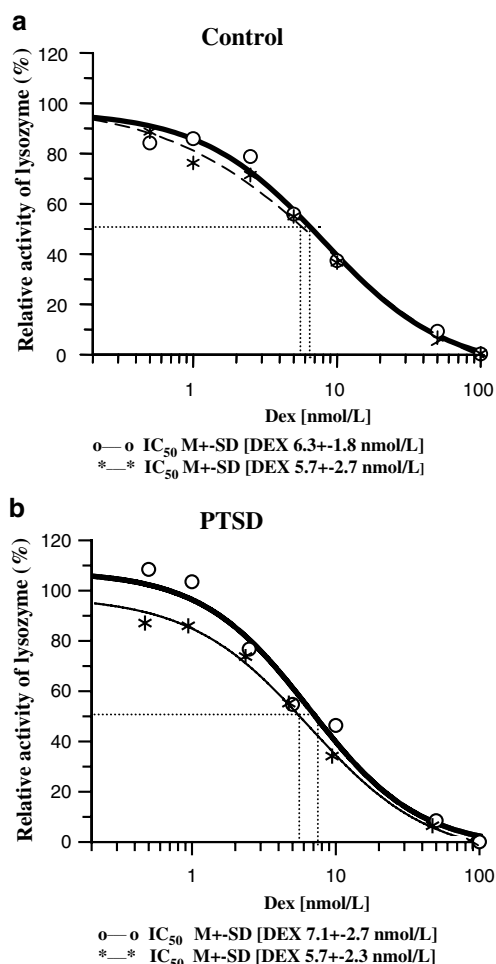 a
Control
Relative activity of lysozyme (%)
120
100
80
60
40
20
0
1
10
100
Dex [nmol/L]
o—o IC50 M+-SD [DEX 6.3+-1.8 nmol/L]
*—* IC50 M+-SD [DEX 5.7+-2.7 nmol/L]
b
PTSD
Relative activity of lysozyme (%)
120
100
80
60
40
20
0
1
10
100
Dex [nmol/L]
o—o IC50 M+-SD [DEX 7.1+-2.7 nmol/L]
*—* IC50 M+-SD [DEX 5.7+-2.3 nmol/L]